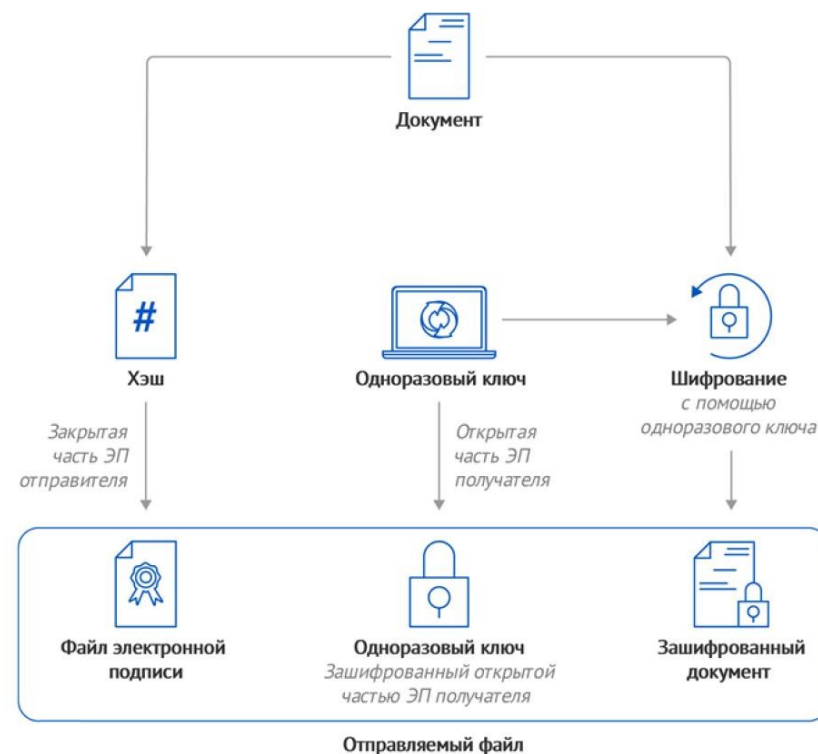 Документ
#
Хэш
Одноразовый ключ
Шифрование
с помощью
одноразового ключа
Закрытая
часть ЭП
отправителя
Открытая
часть ЭП
получателя
Файл электронной
подписи
Одноразовый ключ
Зашифрованный открытой
частью ЭП получателя
Зашифрованный
документ
Отправляемый файл